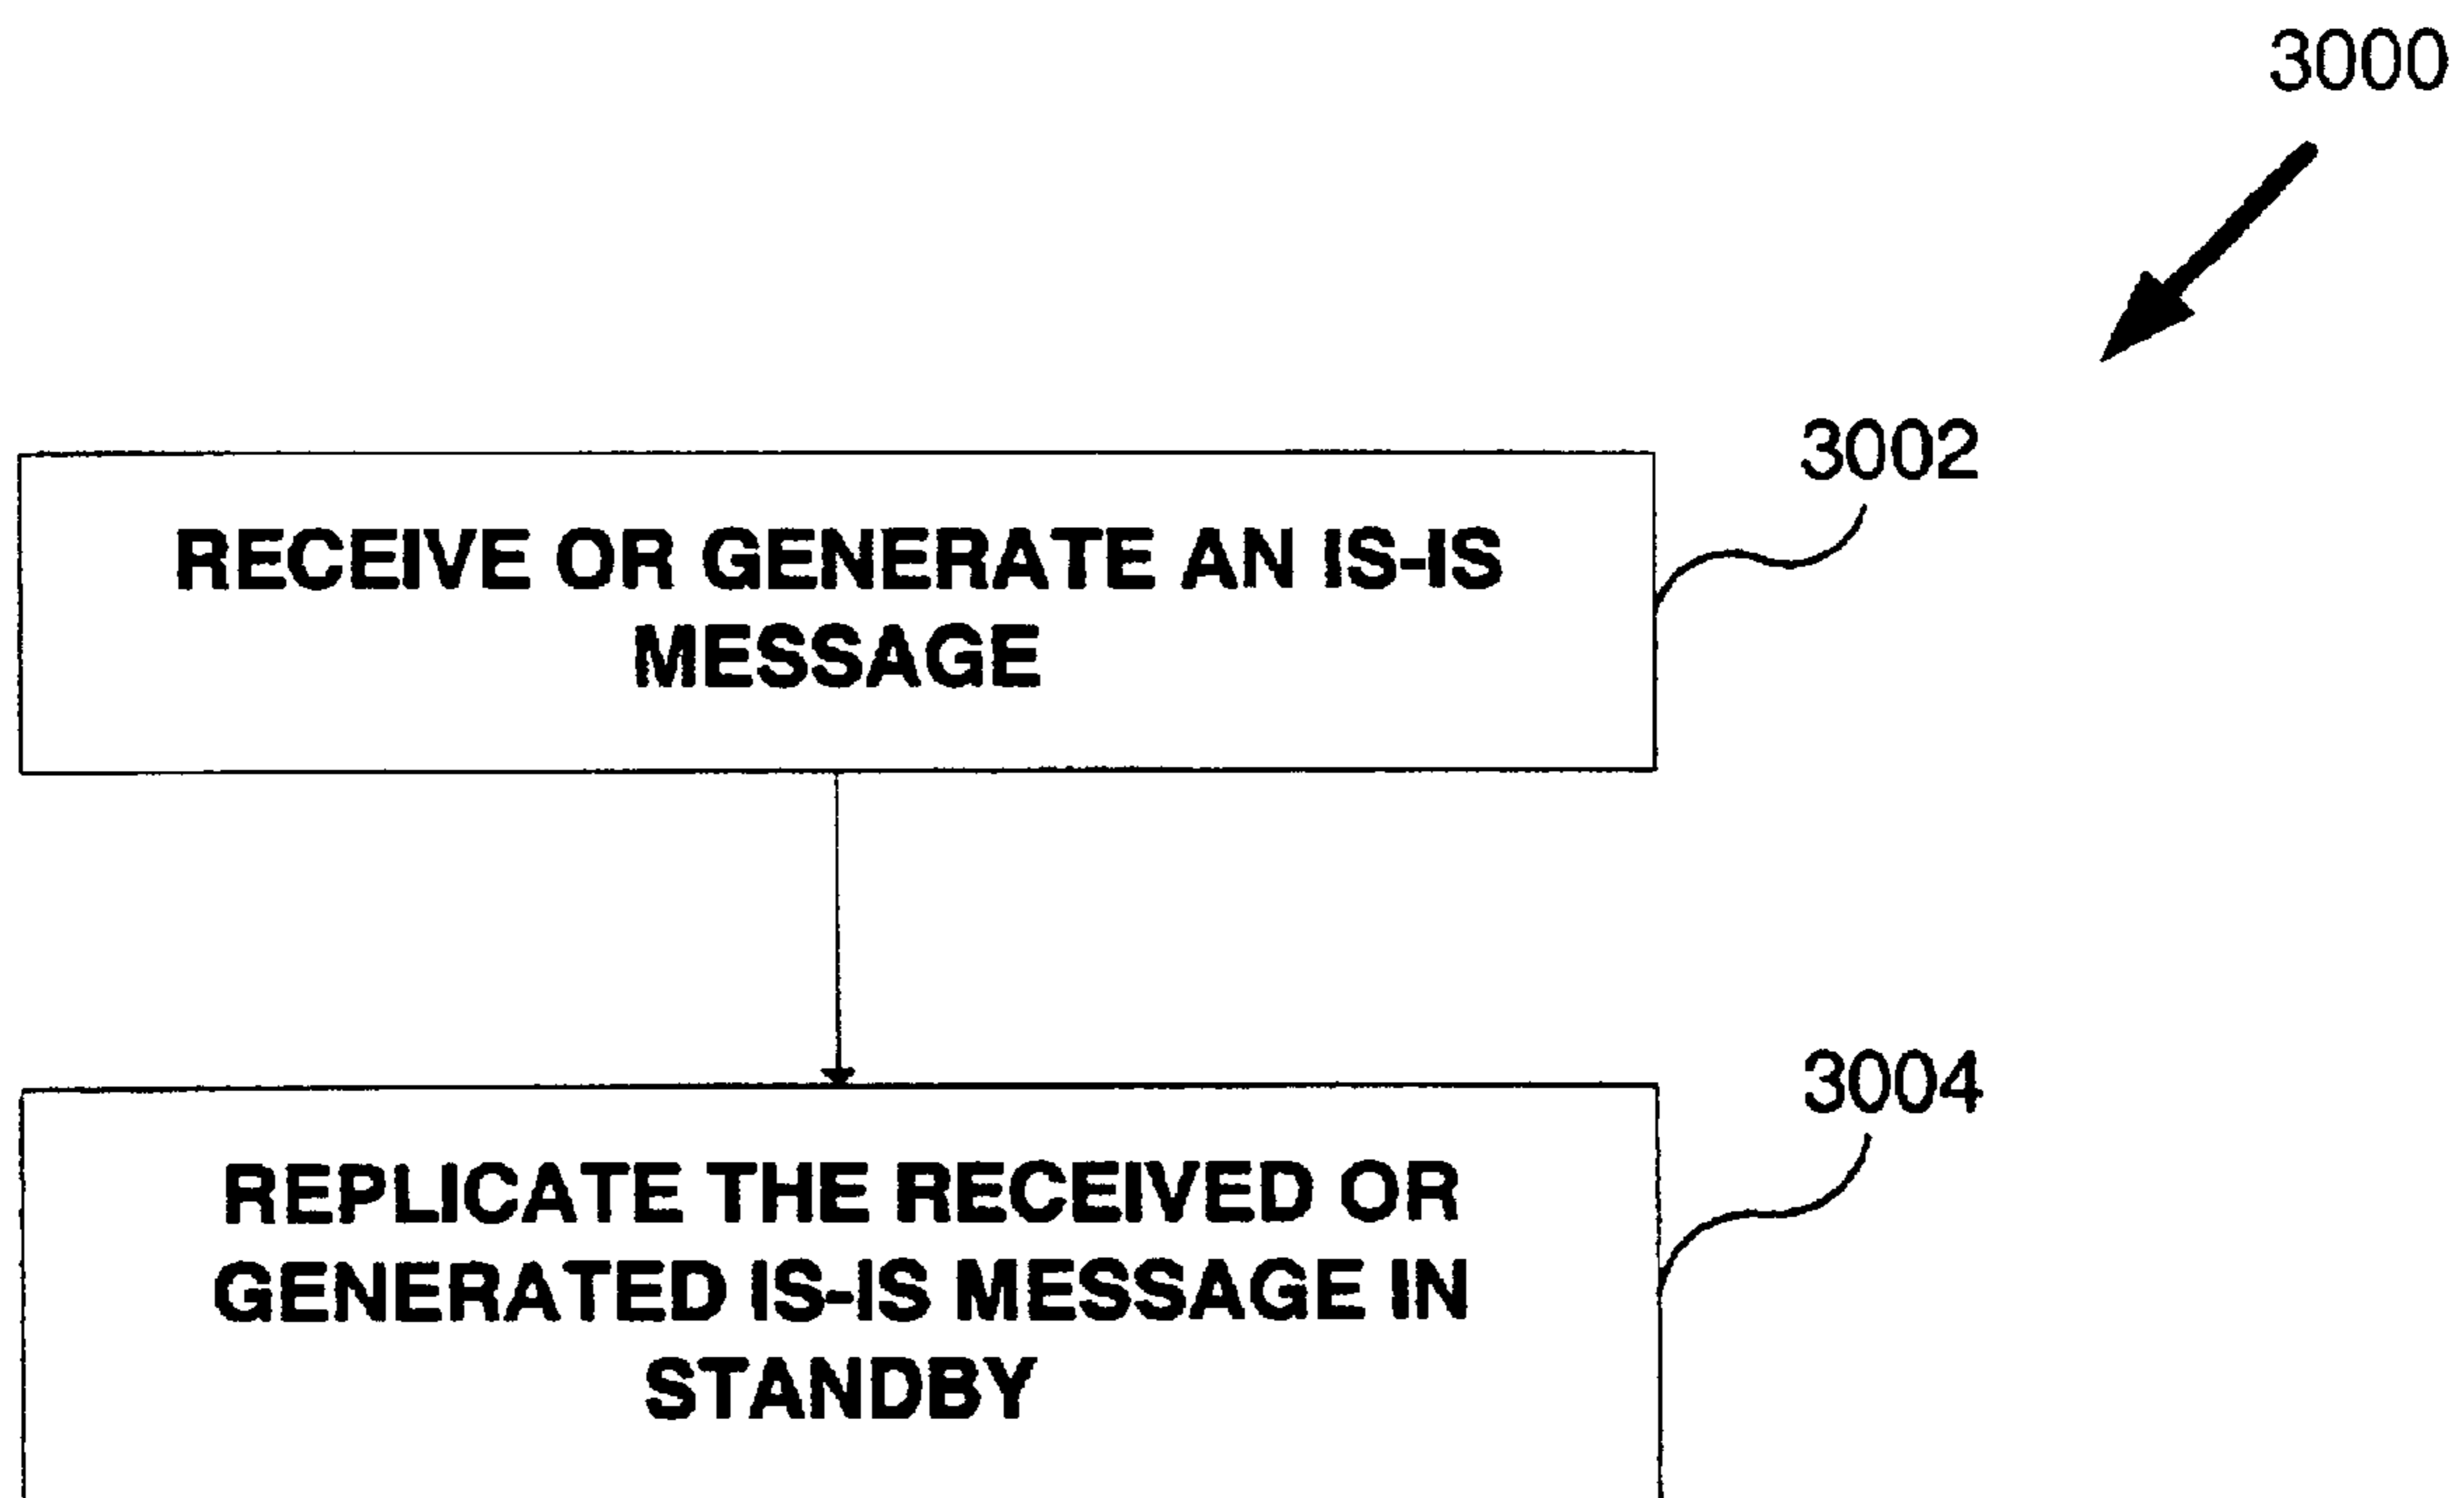 3000
3002
RECEIVE OR GENERATE AN IS-IS
MESSAGE
3004
REPLICATE THE RECEIVED OR
GENERATED IS-IS MESSAGE IN
STANDBY